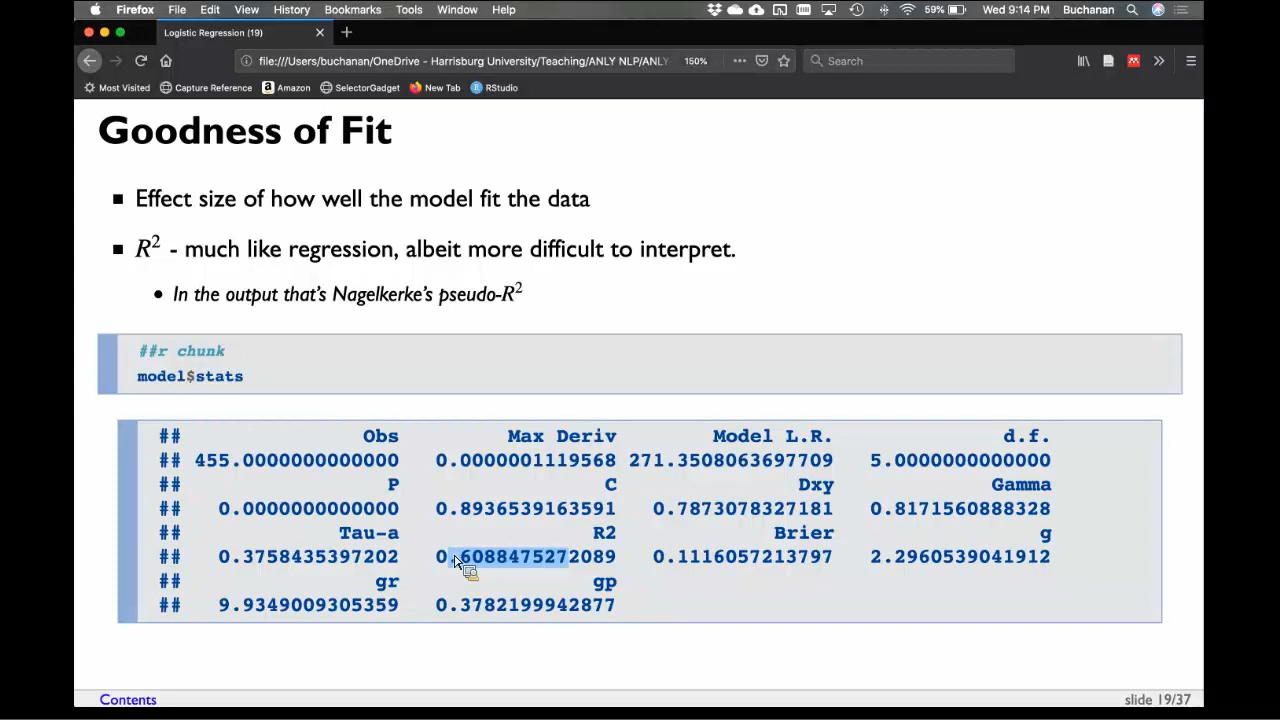 Firefox File Edit View History Bookmarks Tools Window Help 59% Wed 9:14 PM Buchanan
Logistic Regression (19)
file:///Users/buchanan/OneDrive - Harrisburg University/Teaching/ANLY NLP/ANLY 150% Search
Most Visited Capture Reference Amazon SelectorGadget New Tab RStudio
Goodness of Fit
Effect size of how well the model fit the data
R² - much like regression, albeit more difficult to interpret.
In the output that's Nagelkerke's pseudo-R²
##r chunk
model$stats
## Obs Max Deriv Model L.R. d.f.
## 455.0000000000000 0.0000001119568 271.3508063697709 5.0000000000000
## P C Dxy Gamma
## 0.0000000000000 0.8936539163591 0.7873078327181 0.8171560888328
## Tau-a R2 Brier g
## 0.3758435397202 0.6088475272089 0.1116057213797 2.2960539041912
## gr gp
## 9.9349009305359 0.3782199942877
Contents slide 19/37